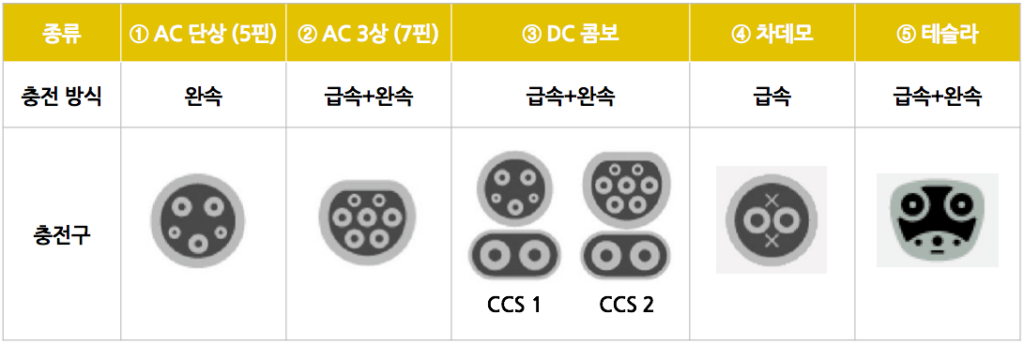 종류
① AC 단상 (5핀)
② AC 3상 (7핀)
③ DC 콤보
④ 차데모
⑤ 테슬라
충전 방식
완속
급속+완속
급속+완속
급속
급속+완속
충전구
CCS 1
CCS 2